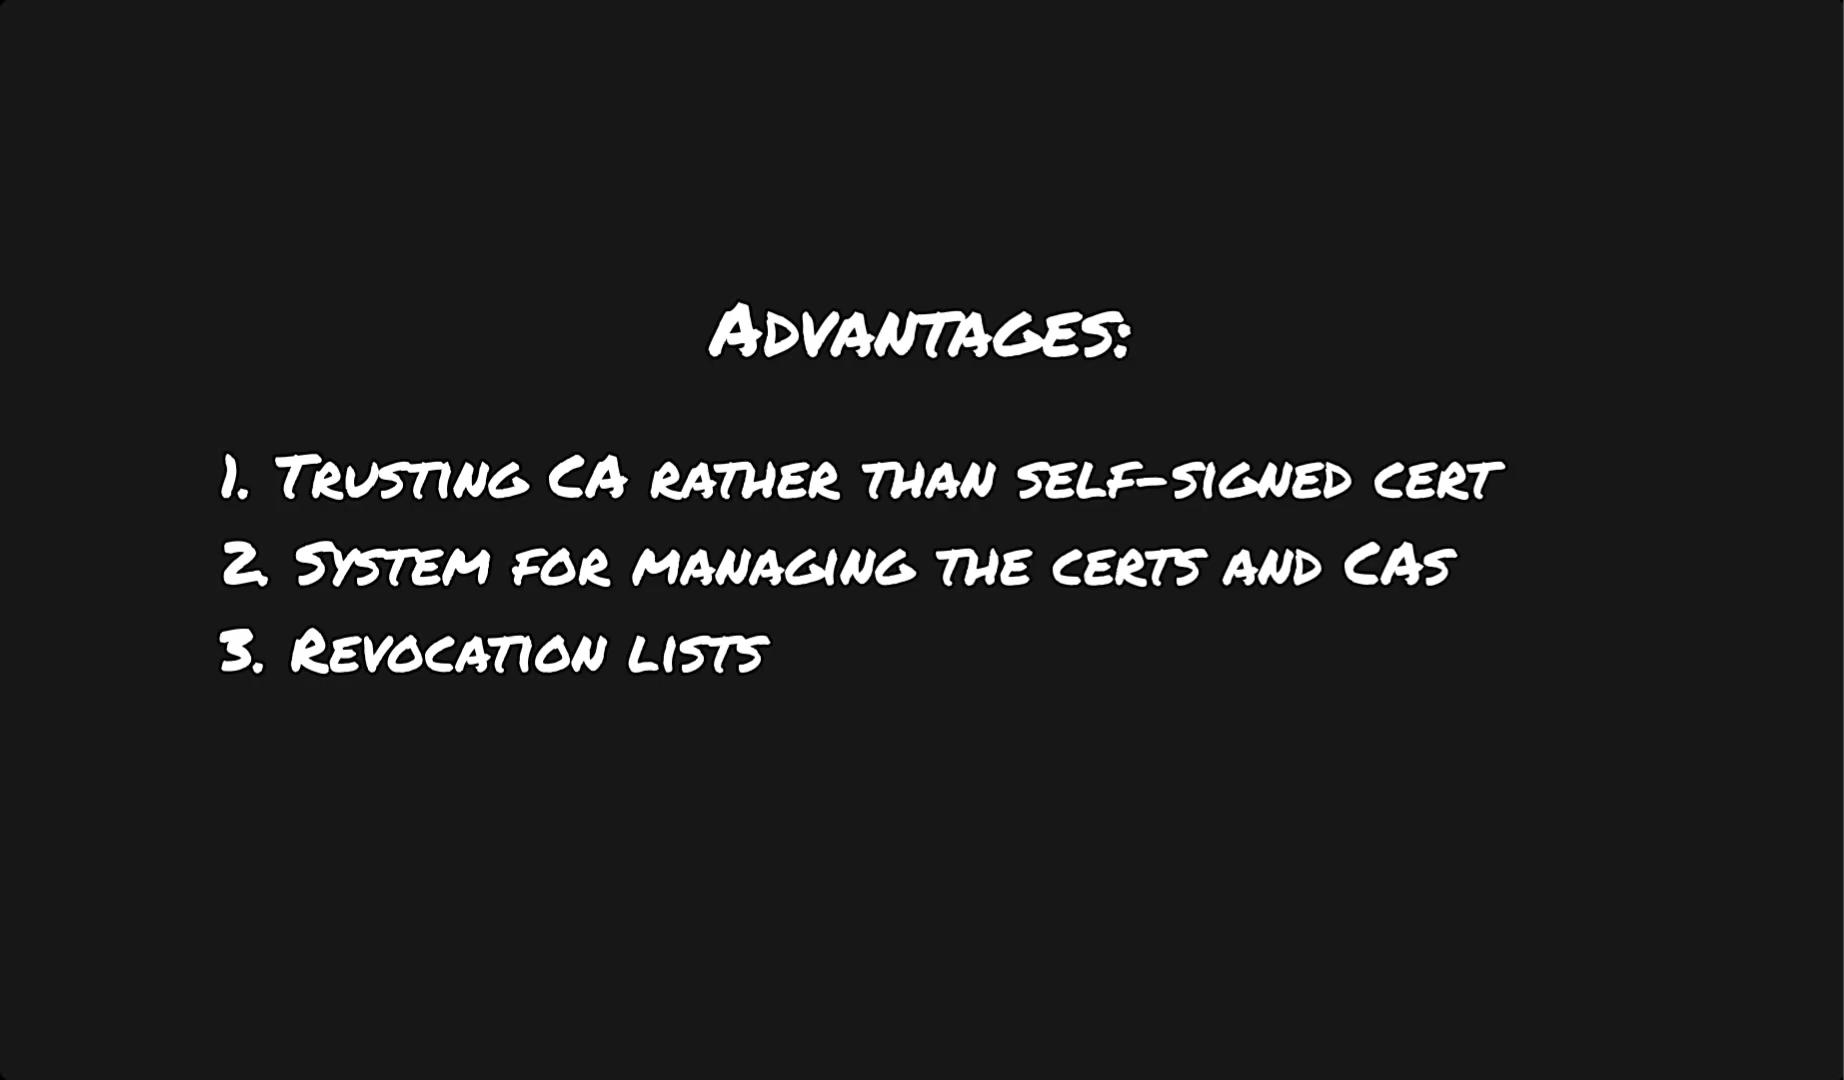 Advantages:
1. Trusting CA rather than self-signed cert
2. System for managing the certs and CAs
3. Revocation lists